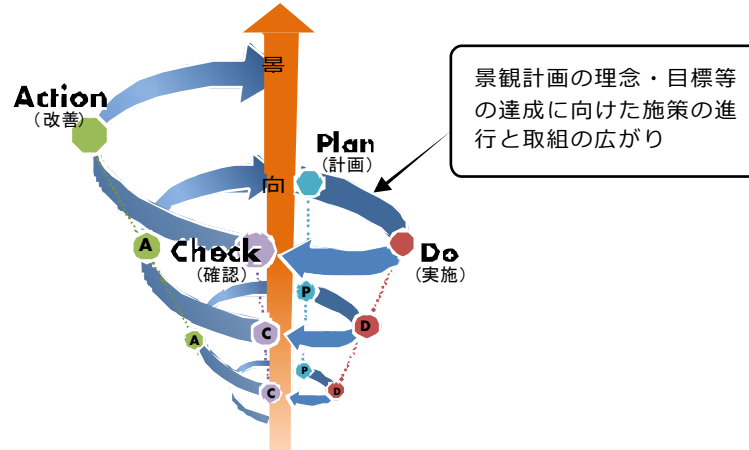 景
景観計画の理念・目標等
の達成に向けた施策の進
行と取組の広がり
Action
（改善）
Plan
（計画）
向
A
Check
（確認）
Do
（実施）
P
D
C
A
P
C
D